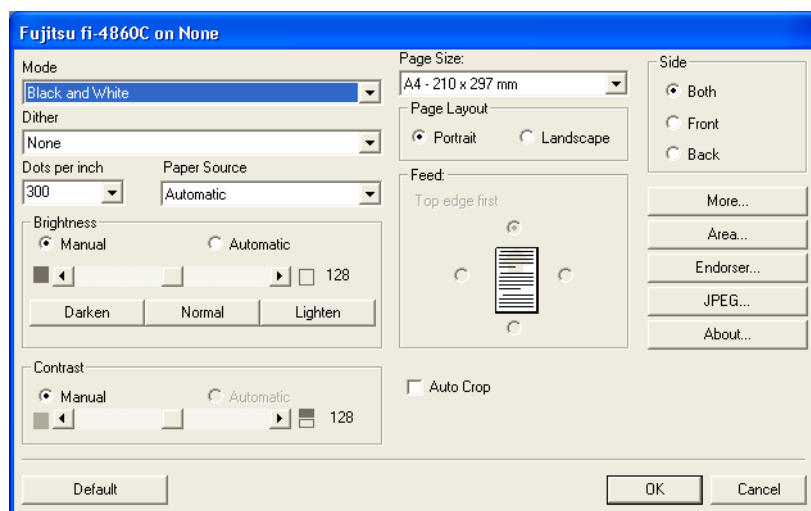 Fujitsu fi-4860C on None
Mode
Black and White
Dither
None
Dots per inch Paper Source
300 Automatic
Brightness
Manual Automatic
128
Darken Normal Lighten
Contrast
Manual Automatic
128
Default
Page Size:
A4 - 210 x 297 mm
Page Layout
Portrait Landscape
Feed:
Top edge first
Auto Crop
Side
Both
Front
Back
More...
Area...
Endorser...
JPEG...
About...
OK Cancel